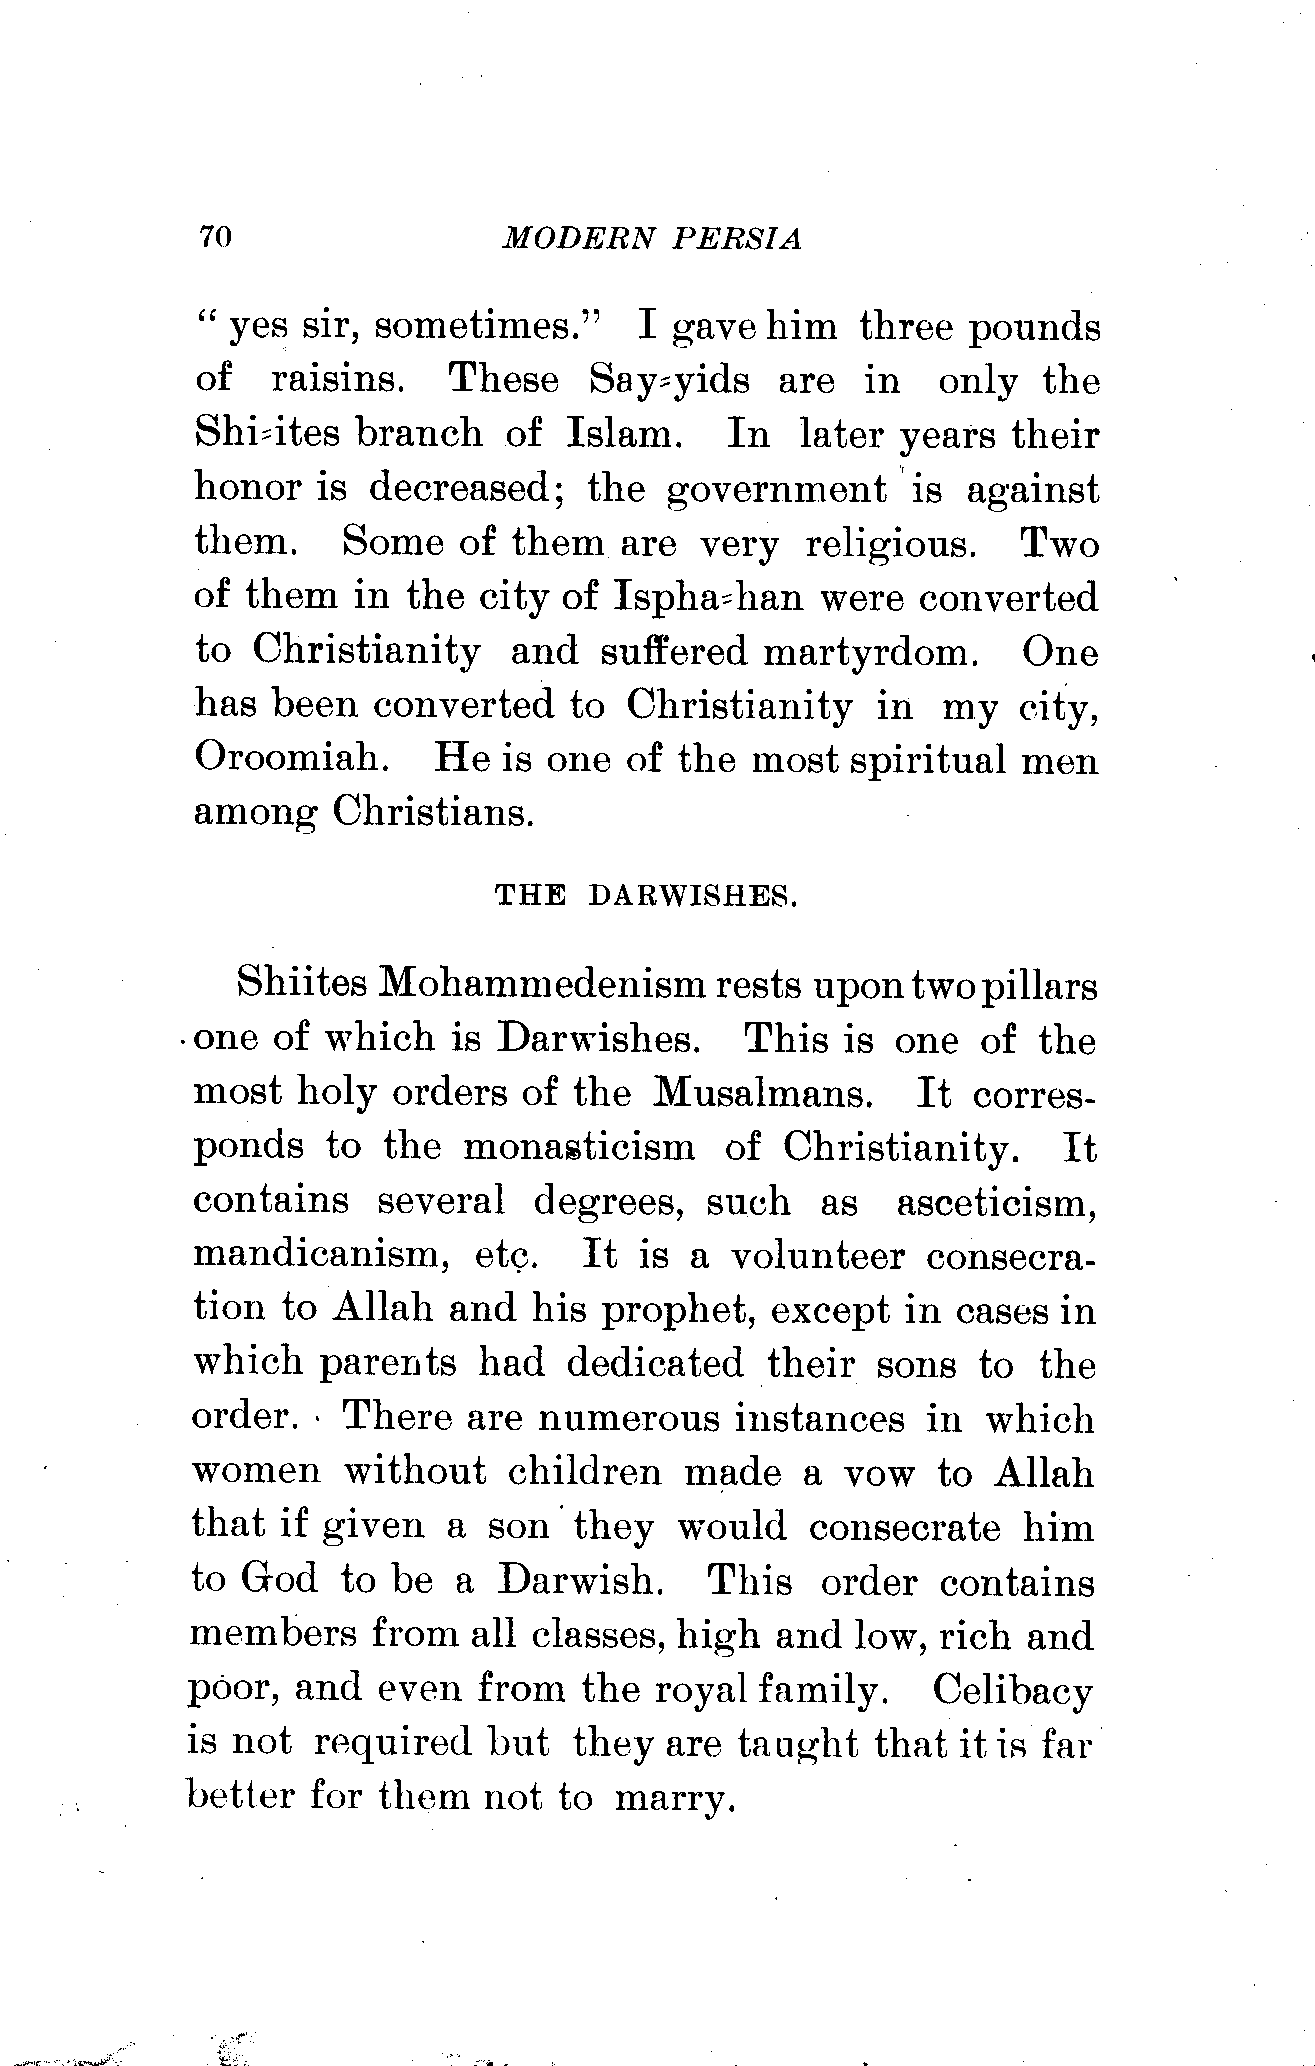 70 MODERN PERSIA
“ yes sir, sometimes.” I gave him three pounds
of raisins. These Say-yids are in only the
Shi-ites branch of Islam. In later years their
honor is decreased; the government is against
them. Some of them are very religious. Two
of them in the city of Ispha-han were converted
to Christianity and suffered martyrdom. One
has been converted to Christianity in my city,
Oroomiah. He is one of the most spiritual men
among Christians.
THE DARWISHES.
Shiites Mohammedenism rests upon two pillars
one of which is Darwishes. This is one of the
most holy orders of the Musalmans. It corres-
ponds to the monasticism of Christianity. It
contains several degrees, such as asceticism,
mandicanism, etc. It is a volunteer consecra-
tion to Allah and his prophet, except in cases in
which parents had dedicated their sons to the
order. There are numerous instances in which
women without children made a vow to Allah
that if given a son they would consecrate him
to God to be a Darwish. This order contains
members from all classes, high and low, rich and
poor, and even from the royal family. Celibacy
is not required but they are taught that it is far
better for them not to marry.